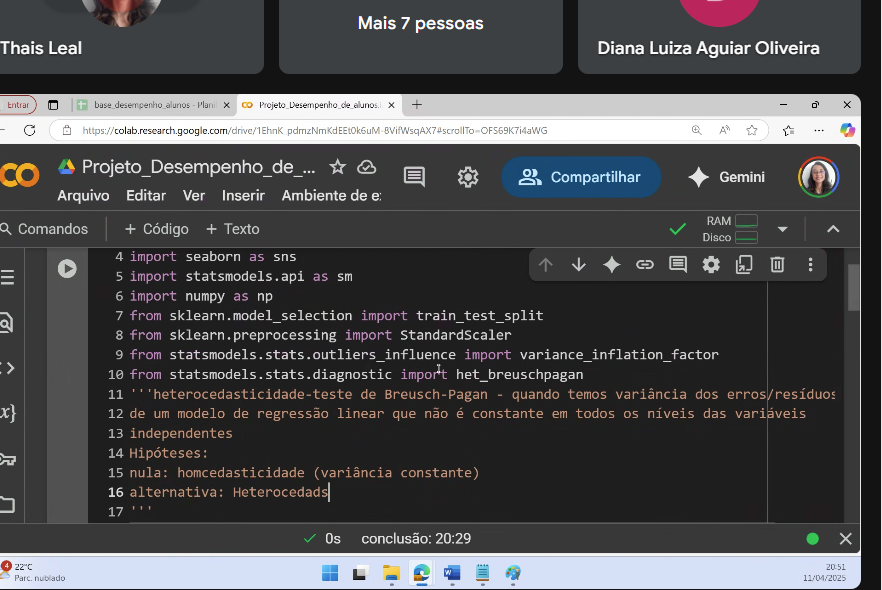 Thais Leal
Mais 7 pessoas
Diana Luiza Aguiar Oliveira
Entrar
base_desempenho_alunos - Plani
Projeto_Desempenho_de_alunos.i
https://colab.research.google.com/drive/1EhnK_pdmzNmKdEEt0k6uM-8VifWsqAX7#scrollTo=OFS69K7i4aWG
Projeto_Desempenho_de_...
Compartilhar
Gemini
Arquivo Editar Ver Inserir Ambiente de e:
Comandos + Código + Texto
RAM
Disco
4 import seaborn as sns
5 import statsmodels.api as sm
6 import numpy as np
7 from sklearn.model_selection import train_test_split
8 from sklearn.preprocessing import StandardScaler
9 from statsmodels.stats.outliers_influence import variance_inflation_factor
10 from statsmodels.stats.diagnostic import het_breuschpagan
11 '''heterocedasticidade-teste de Breusch-Pagan - quando temos variância dos erros/resíduos
12 de um modelo de regressão linear que não é constante em todos os níveis das variáveis
13 independentes
14 Hipóteses:
15 nula: homcedasticidade (variância constante)
16 alternativa: Heterocedads
17 '''
0s conclusão: 20:29
4
22°C
Parc. nublado
20:51
11/04/2025